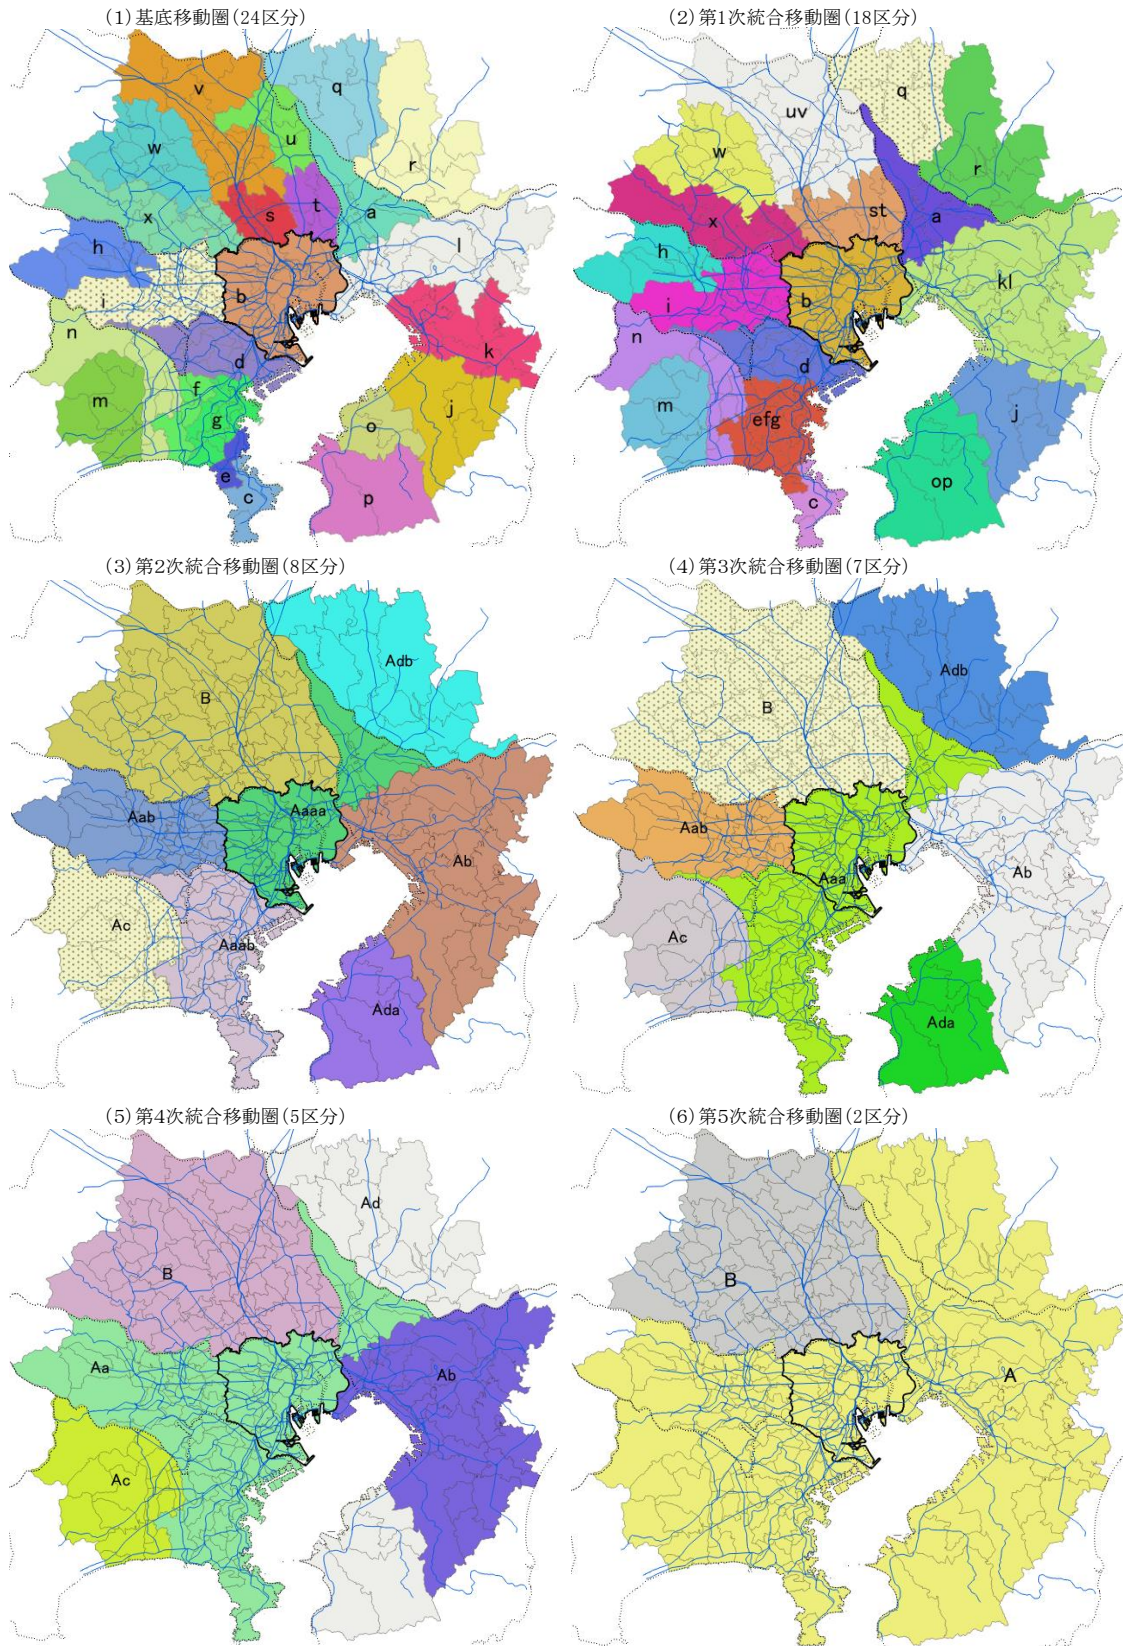 (1)基底移動圏(24区分)
(2)第1次統合移動圏(18区分)
v
q
u
w
r
t
s
a
x
h
l
b
i
n
d
k
f
m
g
j
o
e
p
c
q
uv
w
r
st
a
x
h
kl
b
i
n
d
m
efg
j
op
c
(3)第2次統合移動圏(8区分)
(4)第3次統合移動圏(7区分)
Adb
B
Aaaa
Aab
Ab
Ac
Aaab
Ada
Adb
B
Aab
Ab
Aaa
Ac
Ada
(5)第4次統合移動圏(5区分)
(6)第5次統合移動圏(2区分)
Ad
B
Aa
Ab
Ac
B
A